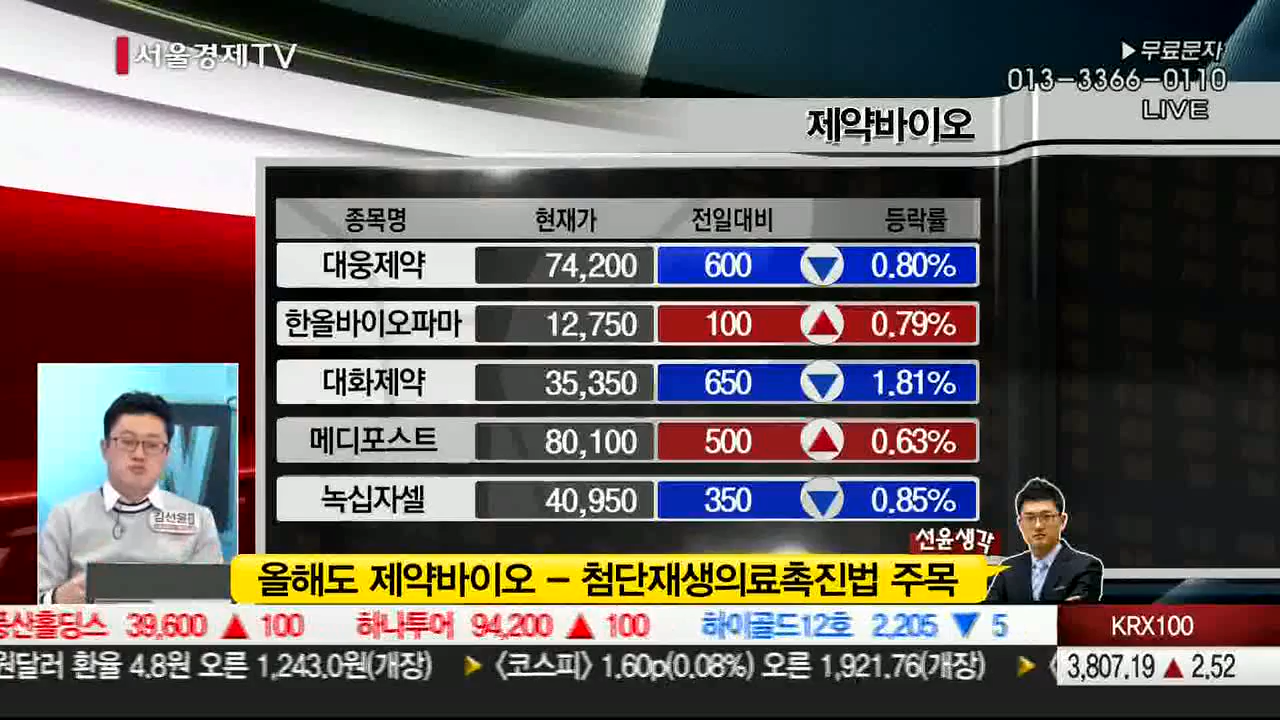 서울경제TV
▶무료문자
013-3366-0110
LIVE
제약바이오
종목명 현재가 전일대비 등락률
대웅제약 74,200 600 ▼ 0.80%
한올바이오파마 12,750 100 ▲ 0.79%
대화제약 35,350 650 ▼ 1.81%
메디포스트 80,100 500 ▲ 0.63%
녹십자셀 40,950 350 ▼ 0.85%
김선윤
선윤생각
올해도 제약바이오 – 첨단재생의료촉진법 주목
풍산홀딩스 39,600 ▲ 100 하나투어 94,200 ▲ 100 하이골드12호 2,205 ▼ 5
KRX100
원달러 환율 4.8원 오른 1,243.0원(개장) ▶ 〈코스피〉 1.60p(0.08%) 오른 1,921.76(개장) ▶ 〈
3,807.19 ▲ 2.52